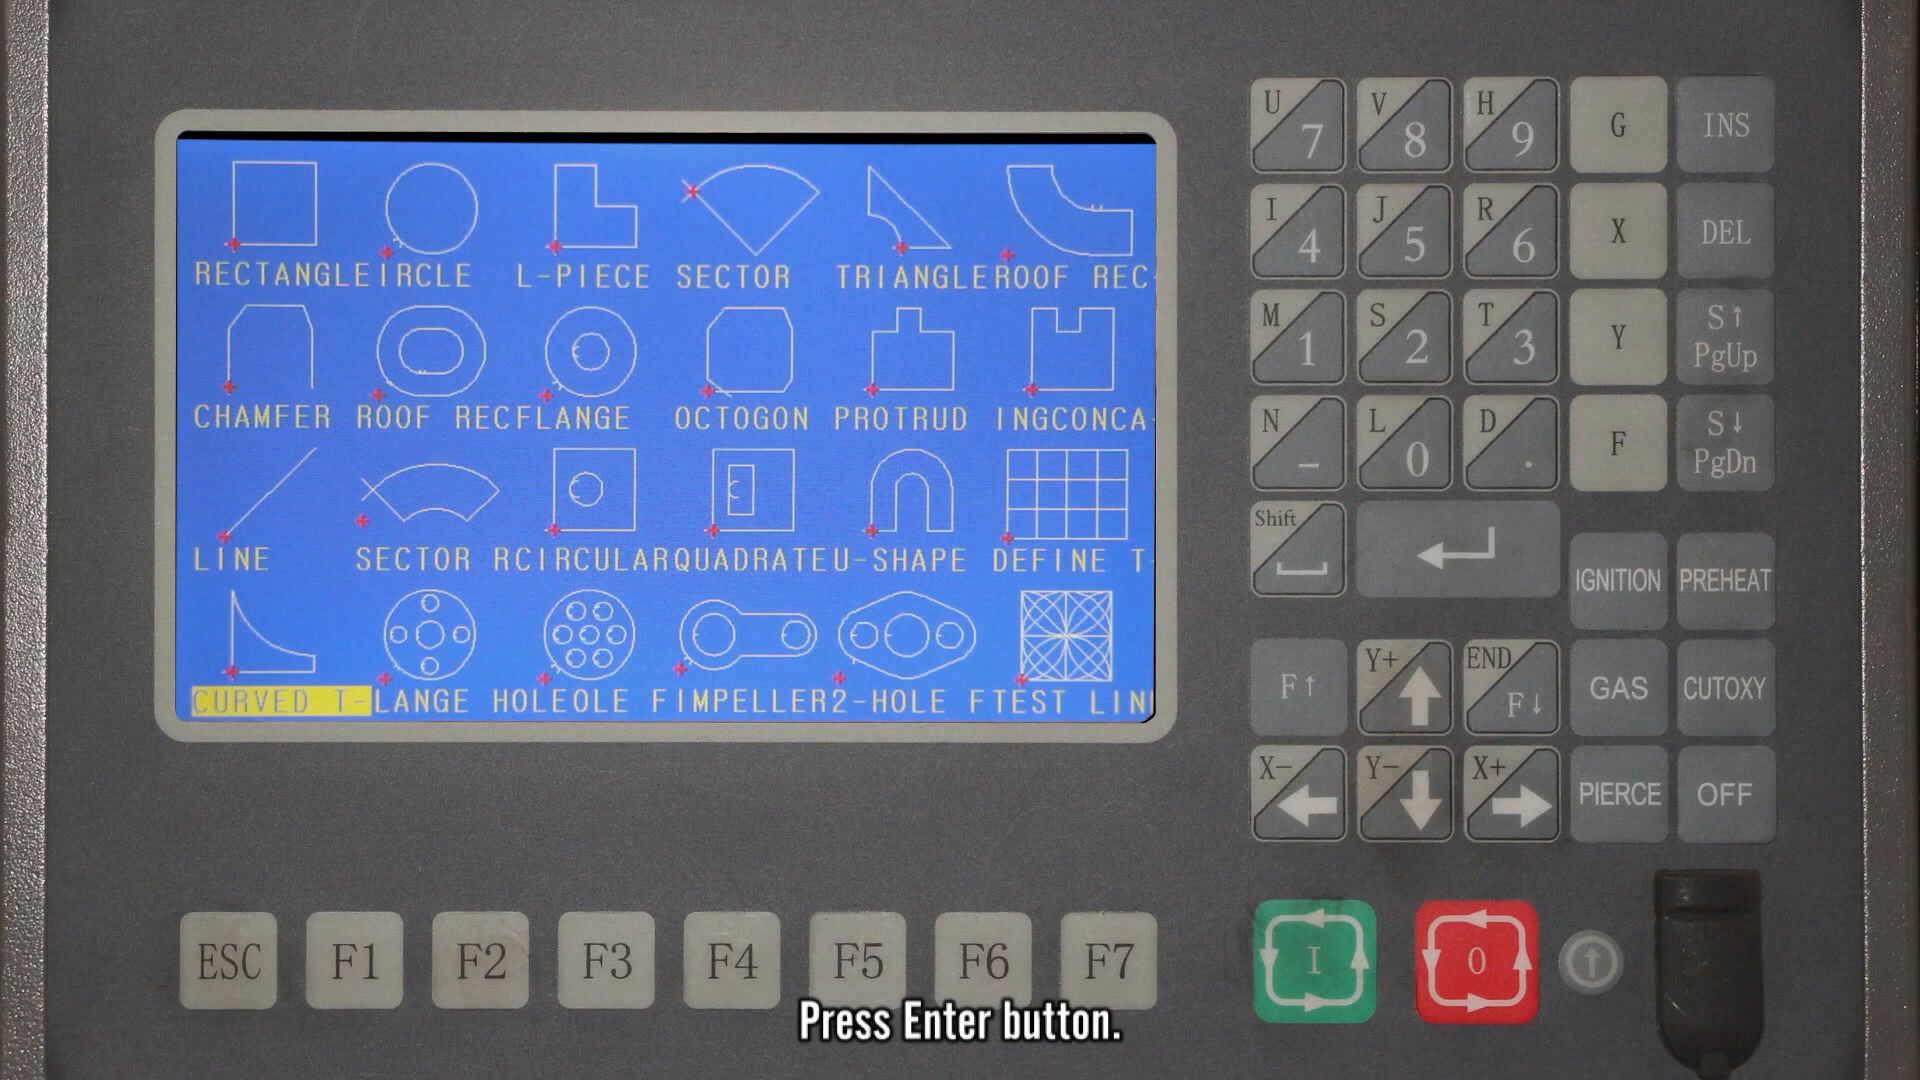 RECTANGLEIRCLE L-PIECE SECTOR TRIANGLEROOF REC-
CHAMFER ROOF RECFLANGE OCTOGON PROTRUD INGCONCA-
LINE SECTOR RCIRCULARQUADRATEU-SHAPE DEFINE T-
CURVED T-LANGE HOLEOLE FIMPELLER2-HOLE FTEST LIN
U 7 V 8 H 9 G INS
I 4 J 5 R 6 X DEL
M 1 S 2 T 3 Y S↑ PgUp
N - L 0 D . F S↓ PgDn
Shift IGNITION PREHEAT
F↑ Y+ END F↓ GAS CUTOXY
X- Y- X+ PIERCE OFF
ESC F1 F2 F3 F4 F5 F6 F7 I 0
Press Enter button.